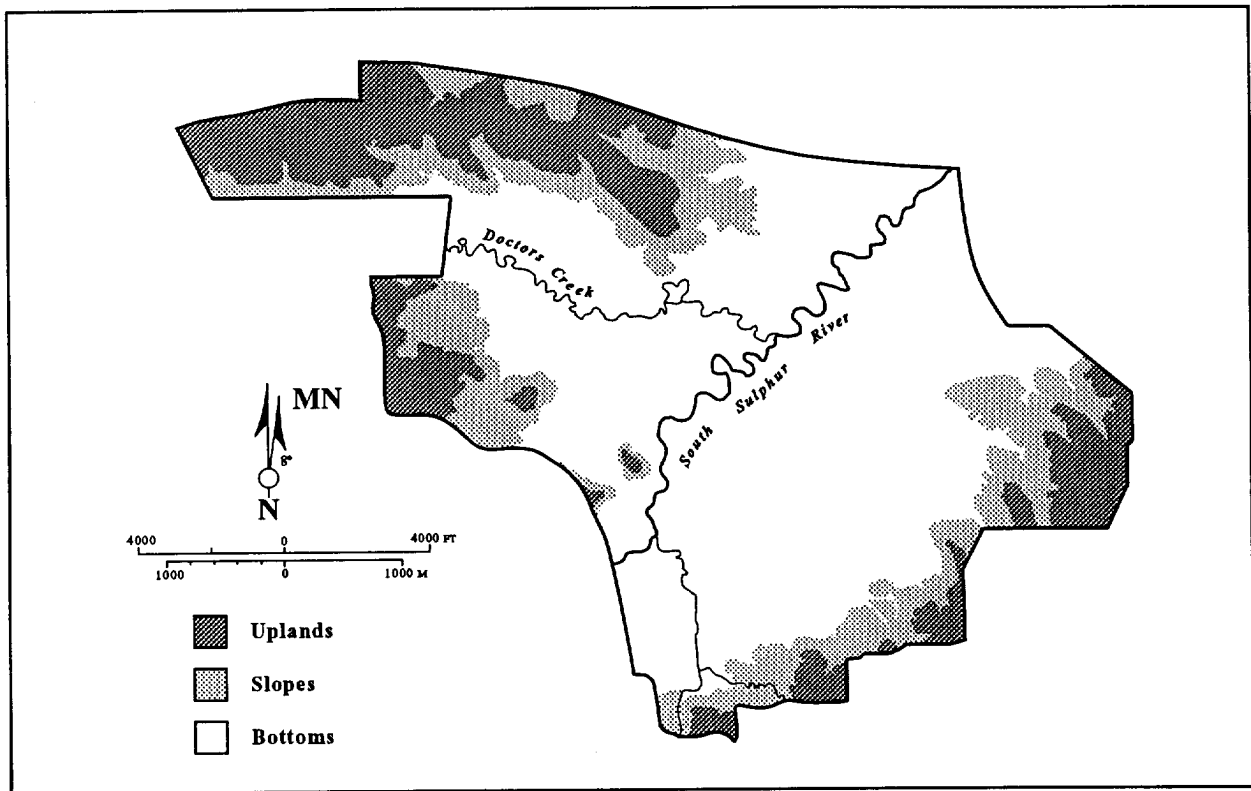 Doctors Creek
South Sulphur River
MN
8°
N
4000 0 4000 FT
1000 0 1000 M
Uplands
Slopes
Bottoms